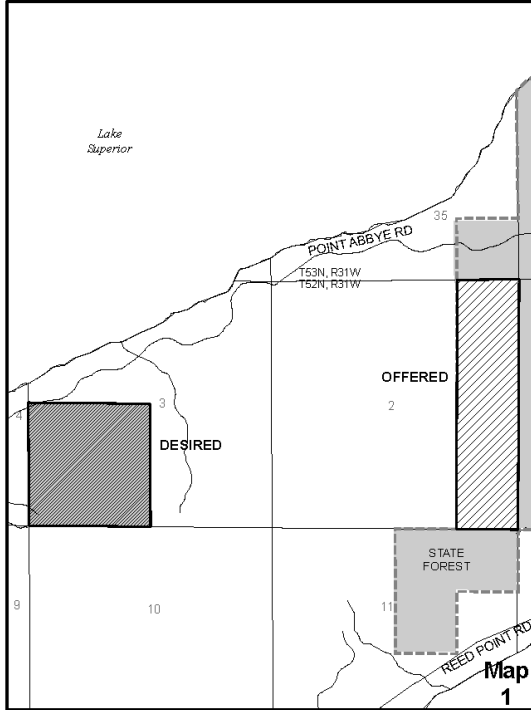 Lake
Superior
35
POINT ABBYE RD
T53N, R31W
T52N, R31W
OFFERED
4
3
2
DESIRED
STATE
FOREST
9
10
11
REED POINT RD
Map
1